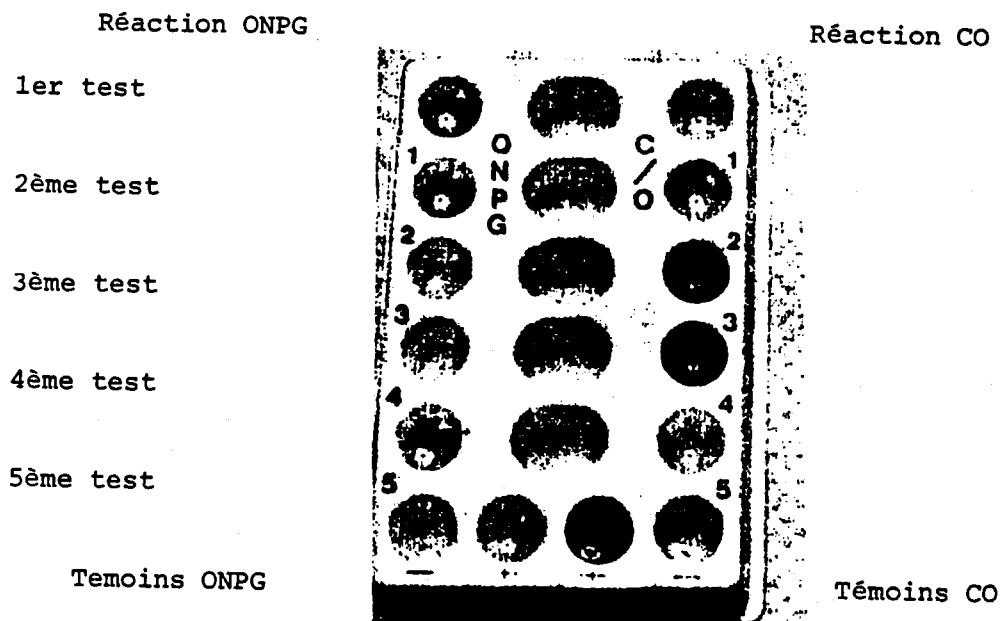 Réaction ONPG
Réaction CO
1er test
O
N
P
G
C
/
O
1
1
2ème test
2
2
3ème test
3
3
4ème test
4
4
5ème test
5
5
— + + --
Temoins ONPG
Témoins CO